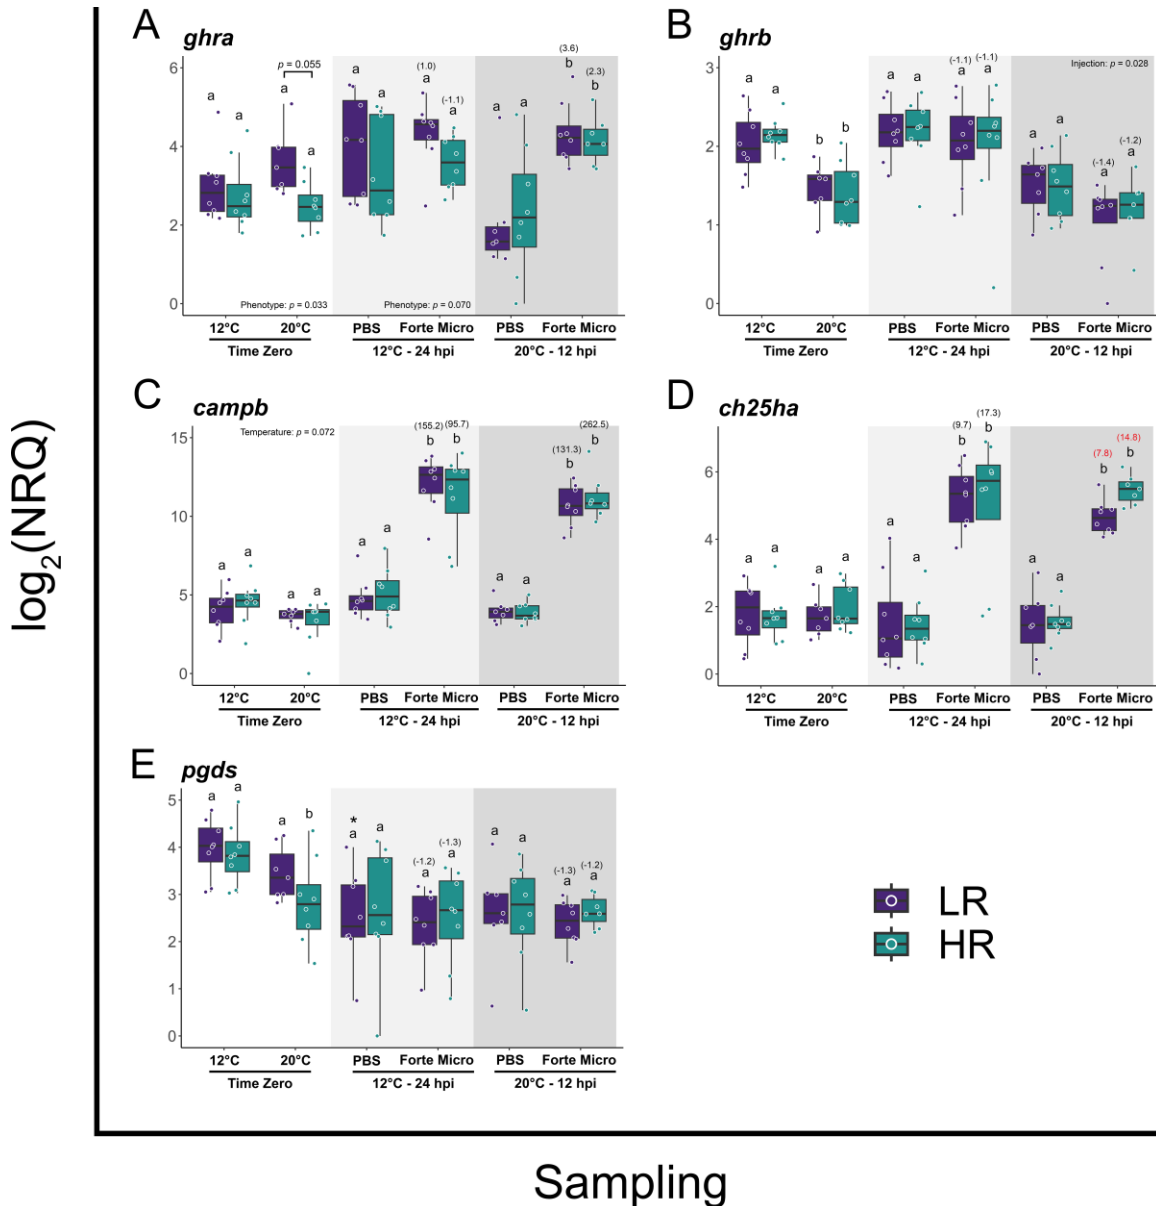 A
ghra
(3.6)
(2.3)
p = 0.055
(1.0)
(-1.1)
a a a a a a a a a a b b
6
4
2
0
Phenotype: p = 0.033
Phenotype: p = 0.070
12°C 20°C PBS Forte Micro PBS Forte Micro
Time Zero 12°C - 24 hpi 20°C - 12 hpi
B
ghrb
(-1.1) (-1.1)
Injection: p = 0.028
(-1.4) (-1.2)
a a b b a a a a a a a a
3
2
1
0
12°C 20°C PBS Forte Micro PBS Forte Micro
Time Zero 12°C - 24 hpi 20°C - 12 hpi
C
campb
Temperature: p = 0.072
(155.2) (95.7)
(131.3) (262.5)
a a a a a a b b a a b b
15
10
5
0
12°C 20°C PBS Forte Micro PBS Forte Micro
Time Zero 12°C - 24 hpi 20°C - 12 hpi
D
ch25ha
(9.7) (17.3)
(7.8) (14.8)
a a a a a a b b a a b b
6
4
2
0
12°C 20°C PBS Forte Micro PBS Forte Micro
Time Zero 12°C - 24 hpi 20°C - 12 hpi
E
pgds
*
(-1.2) (-1.3)
(-1.3) (-1.2)
a a a b a a a a a a a a
5
4
3
2
1
0
12°C 20°C PBS Forte Micro PBS Forte Micro
Time Zero 12°C - 24 hpi 20°C - 12 hpi
LR
HR
log₂(NRQ)
Sampling